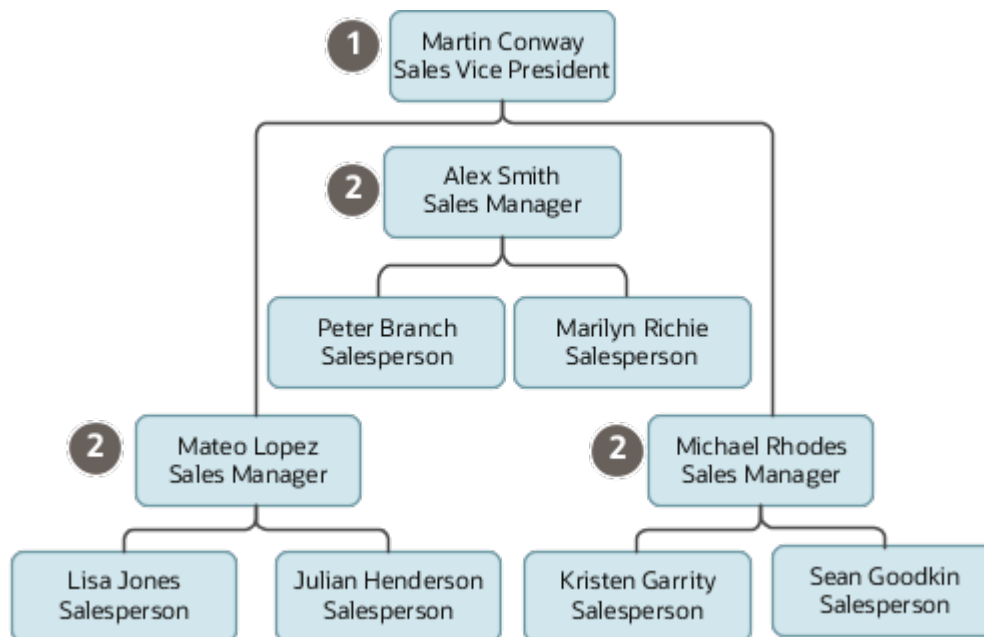 1
Martin Conway
Sales Vice President
2
Alex Smith
Sales Manager
Peter Branch
Salesperson
Marilyn Richie
Salesperson
2
Mateo Lopez
Sales Manager
2
Michael Rhodes
Sales Manager
Lisa Jones
Salesperson
Julian Henderson
Salesperson
Kristen Garrity
Salesperson
Sean Goodkin
Salesperson